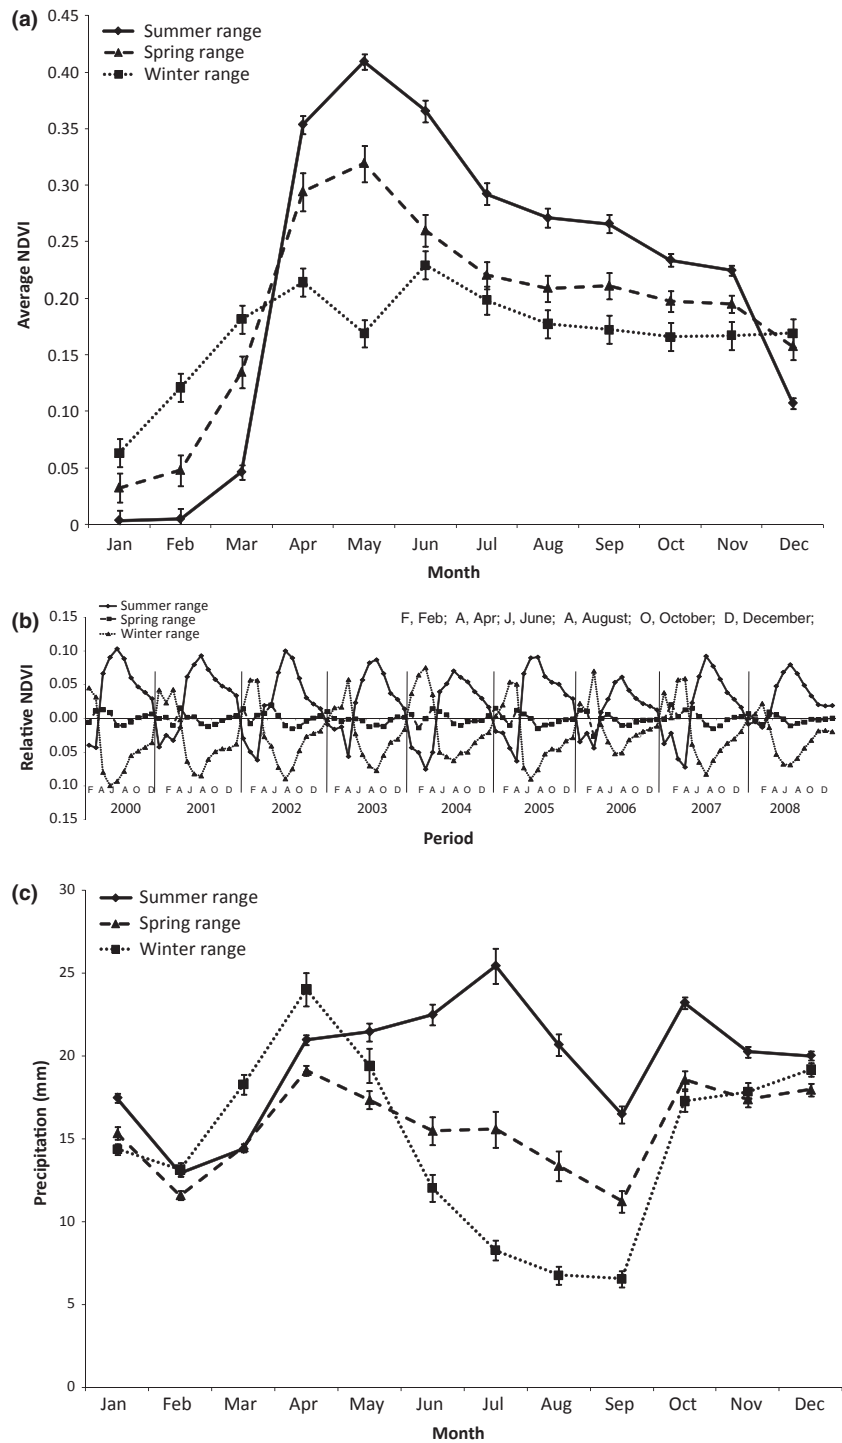 (a)
0.45
0.40
0.35
0.30
0.25
0.20
0.15
0.10
0.05
0
Average NDVI
Summer range
Spring range
Winter range
Jan Feb Mar Apr May Jun Jul Aug Sep Oct Nov Dec
Month
(b)
Summer range
Spring range
Winter range
F, Feb; A, Apr; J, June; A, August; O, October; D, December;
0.15
0.10
0.05
0.00
0.05
0.10
0.15
Relative NDVI
F A J A O D F A J A O D F A J A O D F A J A O D F A J A O D F A J A O D F A J A O D F A J A O D F A J A O D
2000 2001 2002 2003 2004 2005 2006 2007 2008
Period
(c)
30
25
20
15
10
5
0
Precipitation (mm)
Summer range
Spring range
Winter range
Jan Feb Mar Apr May Jun Jul Aug Sep Oct Nov Dec
Month